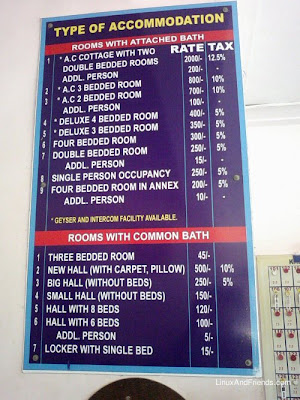 TYPE OF ACCOMMODATION
ROOMS WITH ATTACHED BATH
RATE TAX
1 * A.C COTTAGE WITH TWO 2000/- 12.5%
DOUBLE BEDDED ROOMS
ADDL. PERSON 200/- -
2 * A.C 3 BEDDED ROOM 800/- 10%
3 * A.C 2 BEDDED ROOM 700/- 10%
ADDL. PERSON 100/- -
4 * DELUXE 4 BEDDED ROOM 400/- 5%
5 * DELUXE 3 BEDDED ROOM 350/- 5%
6 FOUR BEDDED ROOM 300/- 5%
7 DOUBLE BEDDED ROOM 250/- 5%
ADDL. PERSON 15/- -
8 SINGLE PERSON OCCUPANCY 250/- 5%
9 FOUR BEDDED ROOM IN ANNEX 200/- 5%
ADDL. PERSON 10/- -
* GEYSER AND INTERCOM FACILITY AVAILABLE.
ROOMS WITH COMMON BATH
1 THREE BEDDED ROOM 45/-
2 NEW HALL (WITH CARPET, PILLOW) 500/- 10%
3 BIG HALL (WITHOUT BEDS) 250/- 5%
4 SMALL HALL (WITHOUT BEDS) 150/-
5 HALL WITH 8 BEDS 120/-
6 HALL WITH 6 BEDS 100/-
ADDL. PERSON 5/-
7 LOCKER WITH SINGLE BED 15/-
LinuxAndFriends.com